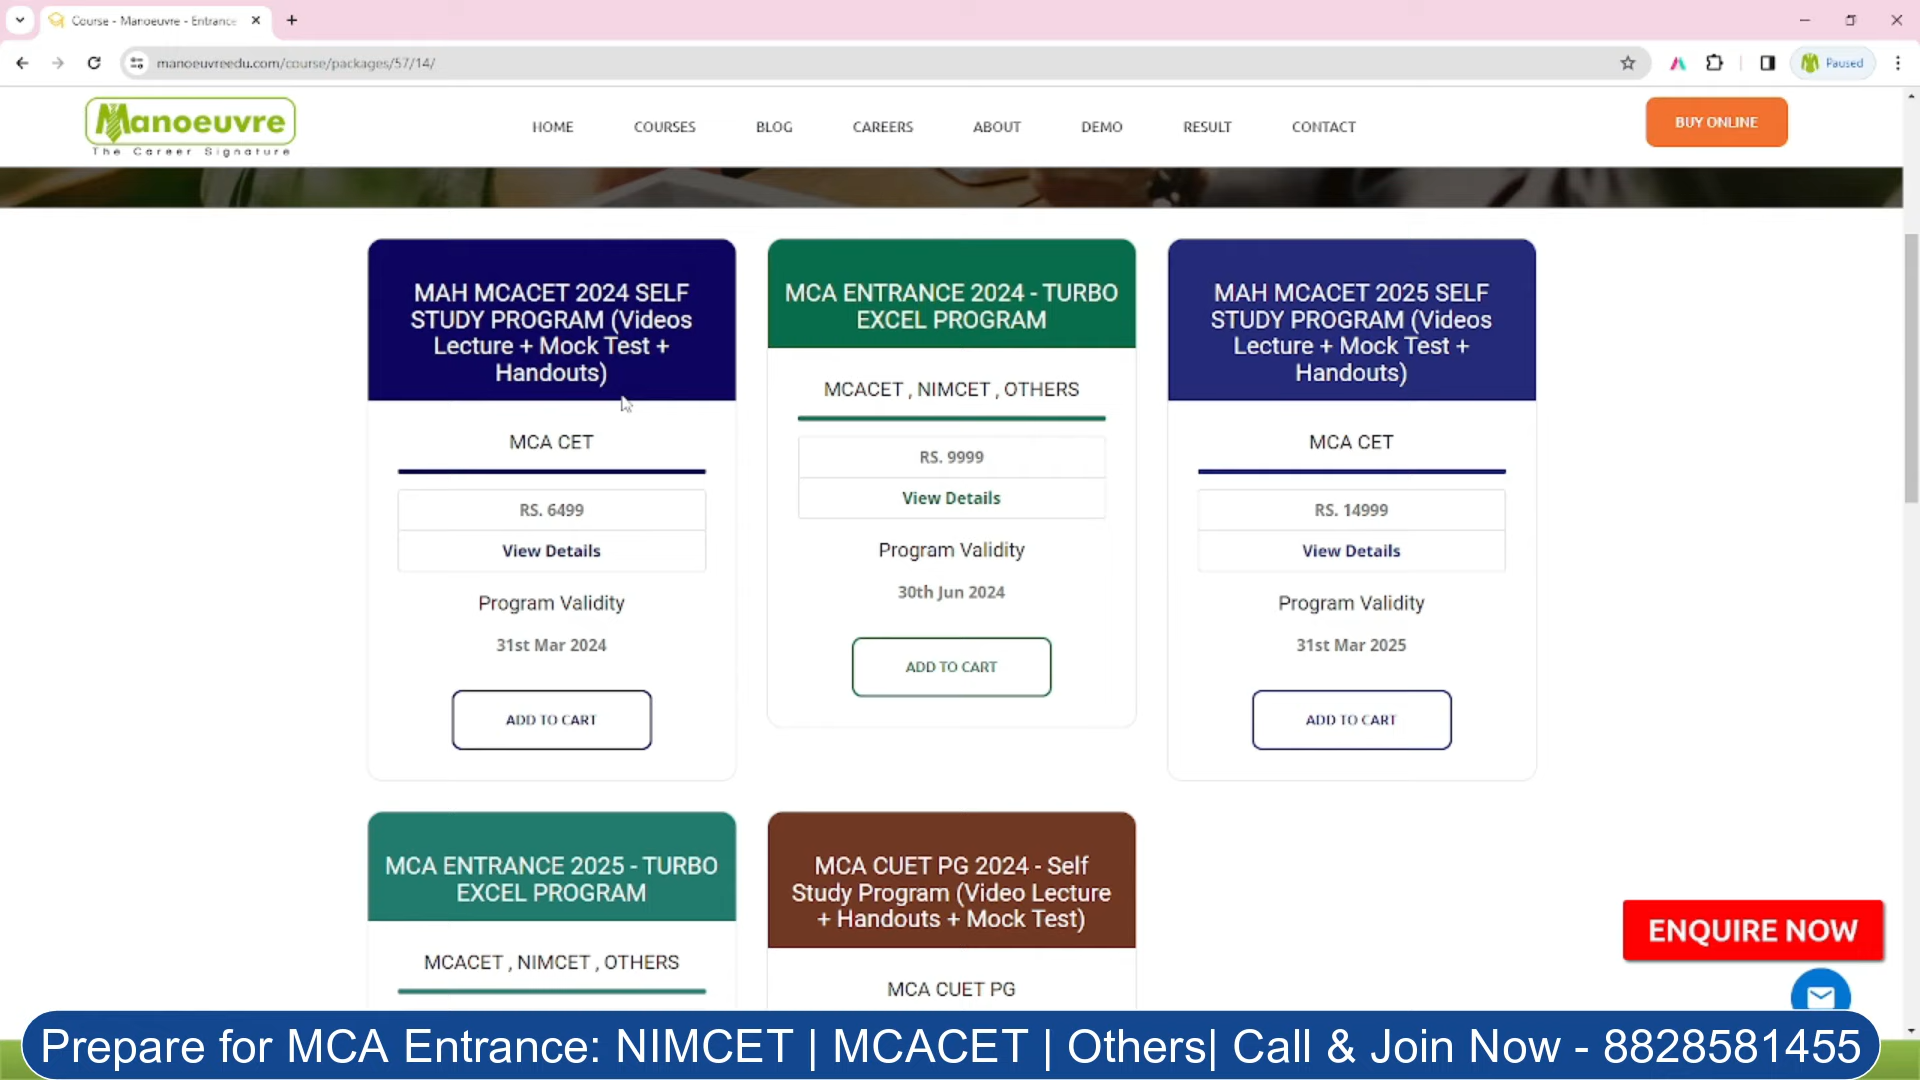 Course - Manoeuvre - Entrance
manoeuvreedu.com/course/packages/57/14/
Paused
Manoeuvre
The Career Signature
HOME
COURSES
BLOG
CAREERS
ABOUT
DEMO
RESULT
CONTACT
BUY ONLINE
MAH MCACET 2024 SELF
STUDY PROGRAM (Videos
Lecture + Mock Test +
Handouts)
MCA CET
RS. 6499
View Details
Program Validity
31st Mar 2024
ADD TO CART
MCA ENTRANCE 2024 - TURBO
EXCEL PROGRAM
MCACET , NIMCET , OTHERS
RS. 9999
View Details
Program Validity
30th Jun 2024
ADD TO CART
MAH MCACET 2025 SELF
STUDY PROGRAM (Videos
Lecture + Mock Test +
Handouts)
MCA CET
RS. 14999
View Details
Program Validity
31st Mar 2025
ADD TO CART
MCA ENTRANCE 2025 - TURBO
EXCEL PROGRAM
MCACET , NIMCET , OTHERS
MCA CUET PG 2024 - Self
Study Program (Video Lecture
+ Handouts + Mock Test)
MCA CUET PG
ENQUIRE NOW
Prepare for MCA Entrance: NIMCET | MCACET | Others| Call & Join Now - 8828581455